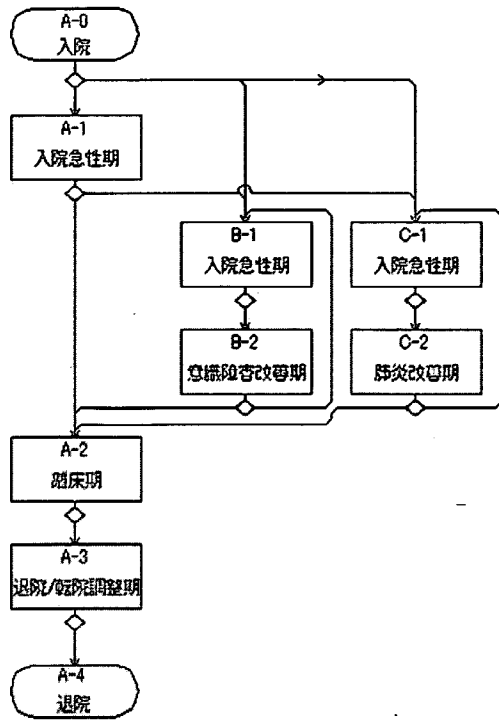 A-0
入院
A-1
入院急性期
B-1
入院急性期
C-1
入院急性期
B-2
意識障害改善期
C-2
肺炎改善期
A-2
離床期
A-3
退院/転院調整期
A-4
退院